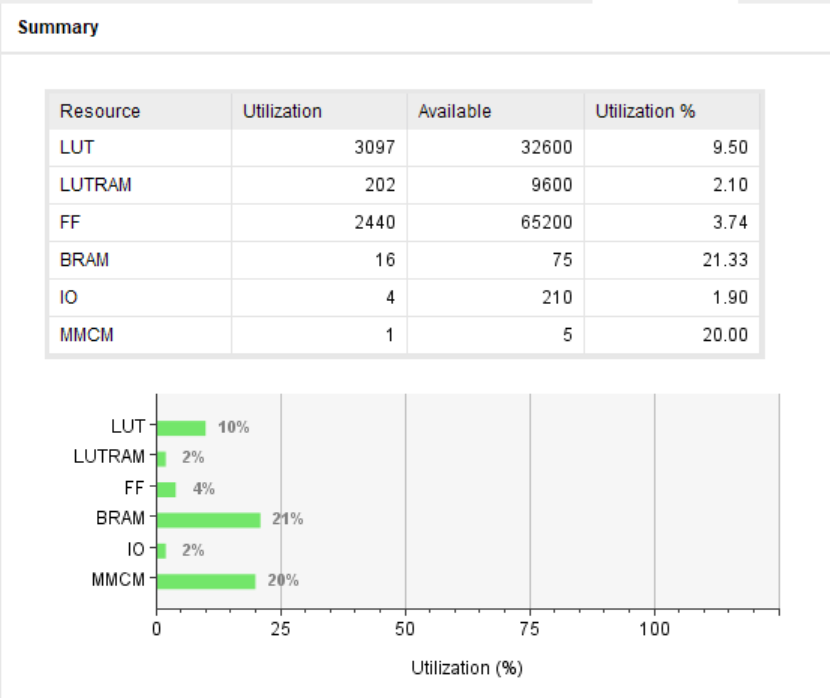 Summary
Resource Utilization Available Utilization %
LUT 3097 32600 9.50
LUTRAM 202 9600 2.10
FF 2440 65200 3.74
BRAM 16 75 21.33
IO 4 210 1.90
MMCM 1 5 20.00
LUT 10%
LUTRAM 2%
FF 4%
BRAM 21%
IO 2%
MMCM 20%
0 25 50 75 100
Utilization (%)